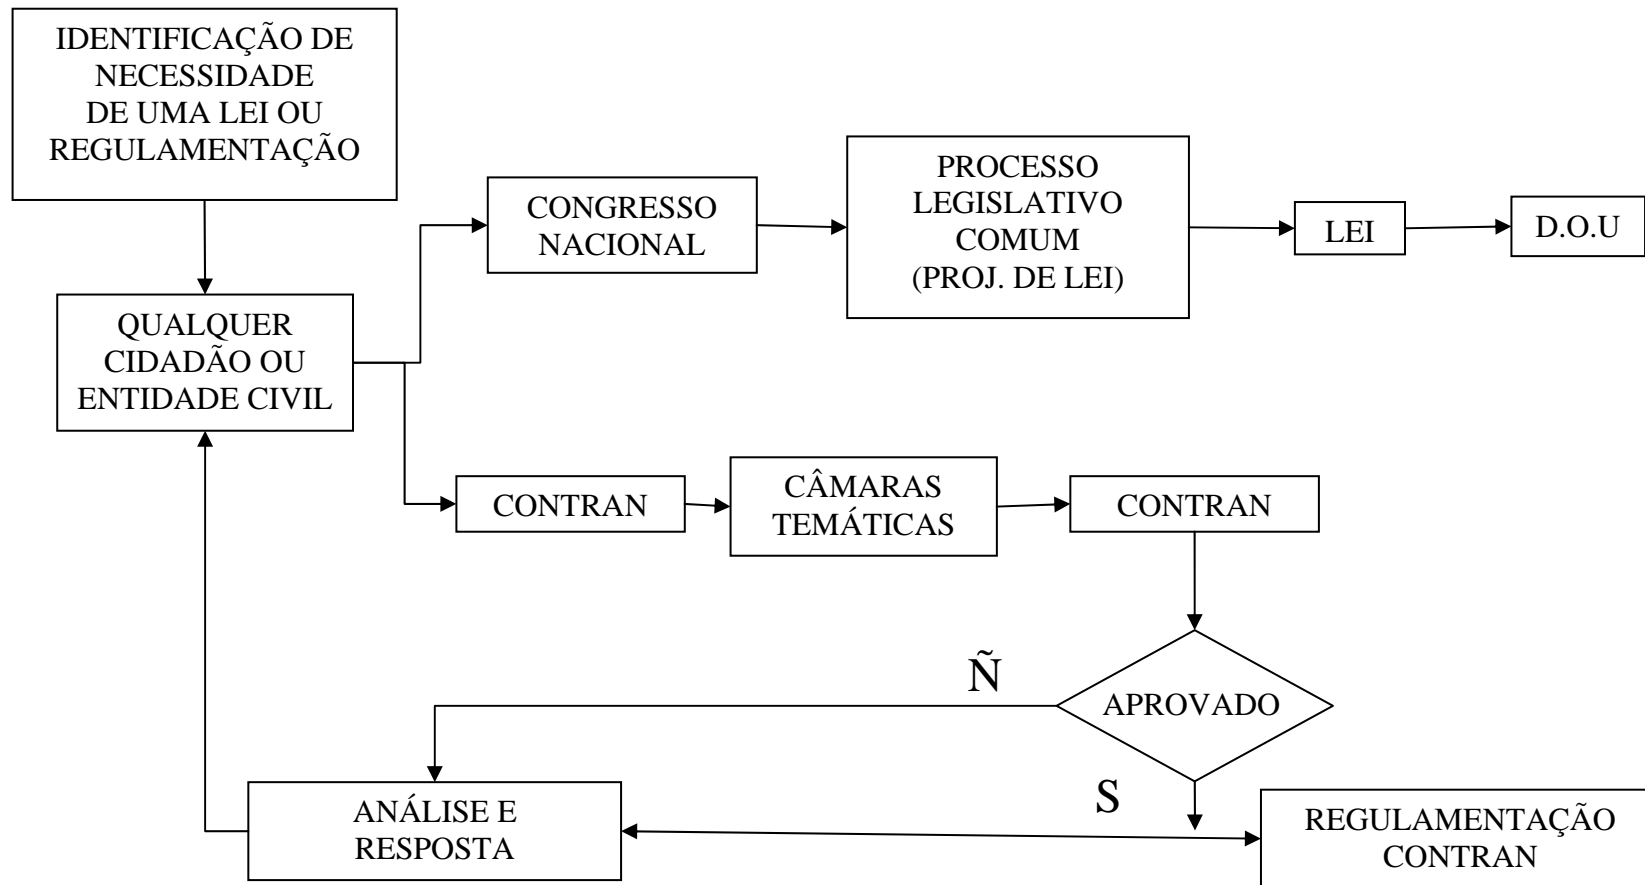 IDENTIFICAÇÃO DE
NECESSIDADE
DE UMA LEI OU
REGULAMENTAÇÃO
QUALQUER
CIDADÃO OU
ENTIDADE CIVIL
CONGRESSO
NACIONAL
PROCESSO
LEGISLATIVO
COMUM
(PROJ. DE LEI)
LEI
D.O.U
CONTRAN
CÂMARAS
TEMÁTICAS
CONTRAN
APROVADO
Ñ
S
ANÁLISE E
RESPOSTA
REGULAMENTAÇÃO
CONTRAN